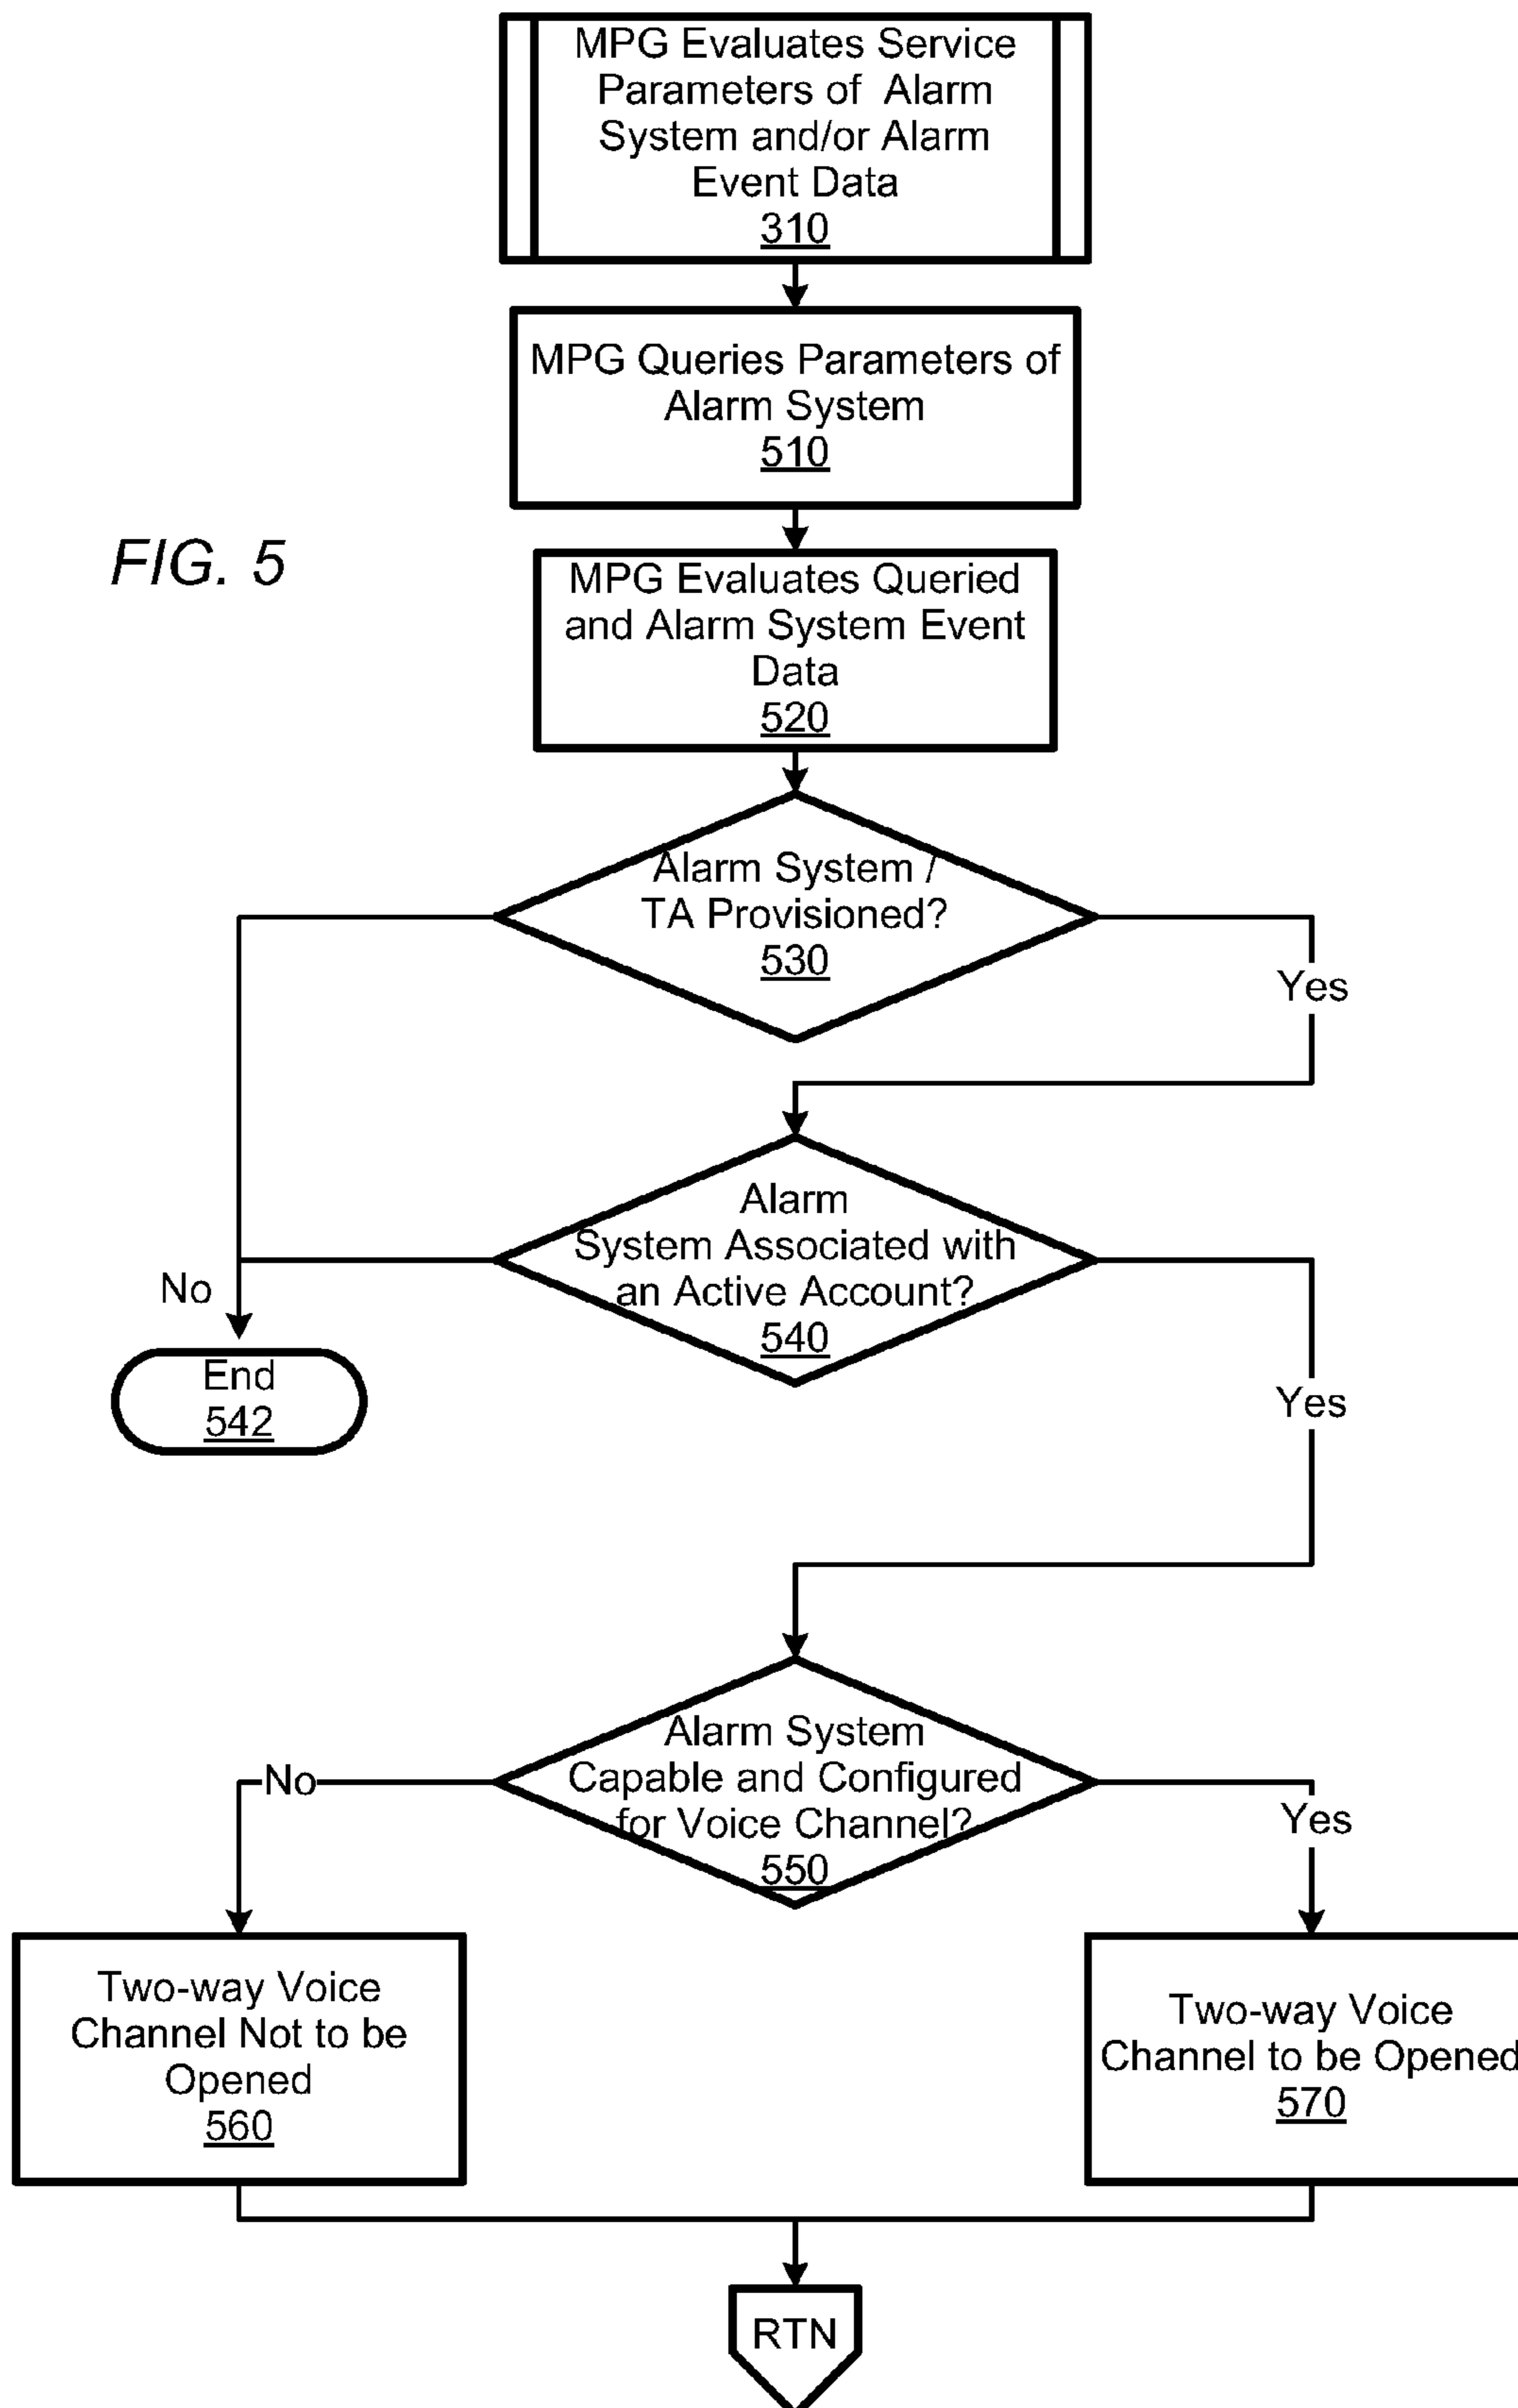 MPG Evaluates Service
Parameters of Alarm
System and/or Alarm
Event Data
310
MPG Queries Parameters of
Alarm System
510
FIG. 5
MPG Evaluates Queried
and Alarm System Event
Data
520
Alarm System /
TA Provisioned?
530
Yes
Alarm
System Associated with
an Active Account?
540
No
End
542
Yes
Alarm System
Capable and Configured
for Voice Channel?
550
No
Yes
Two-way Voice
Channel Not to be
Opened
560
Two-way Voice
Channel to be Opened
570
RTN